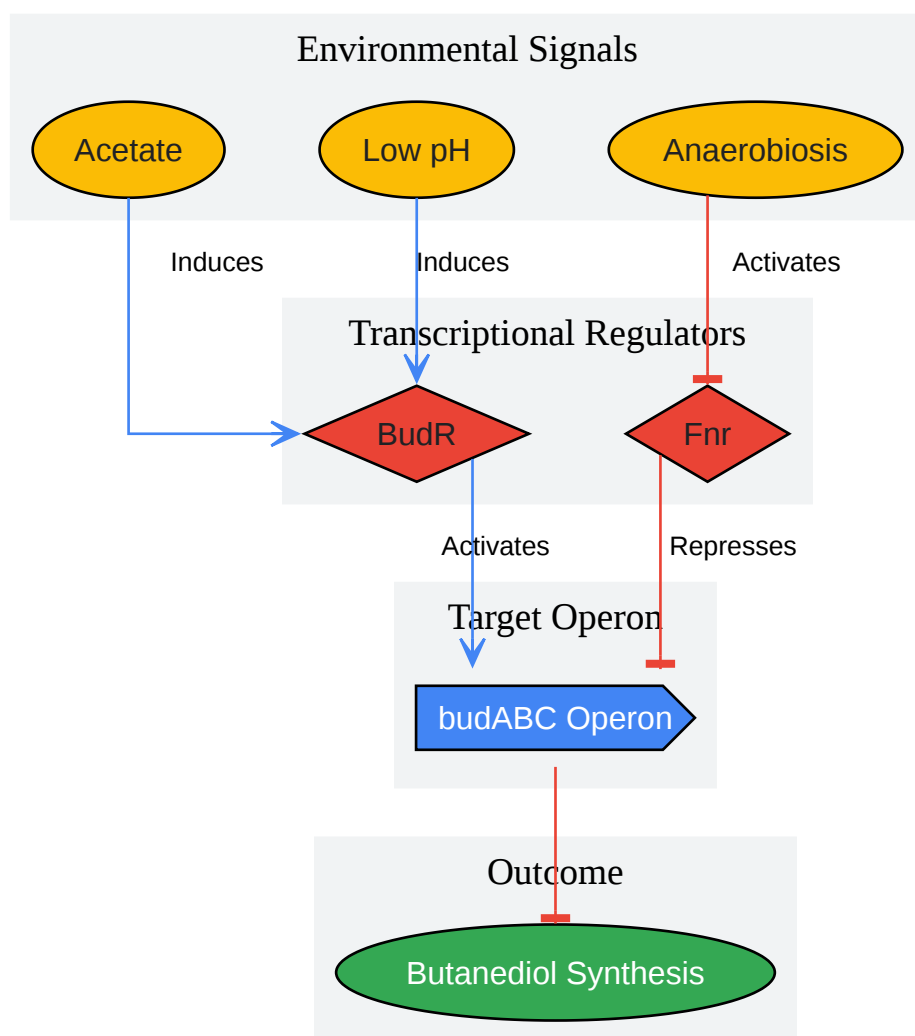 Environmental Signals
Acetate
Low pH
Anaerobiosis
Induces
Induces
Activates
Transcriptional Regulators
BudR
Fnr
Activates
Represses
Target Operon
budABC Operon
Outcome
Butanediol Synthesis